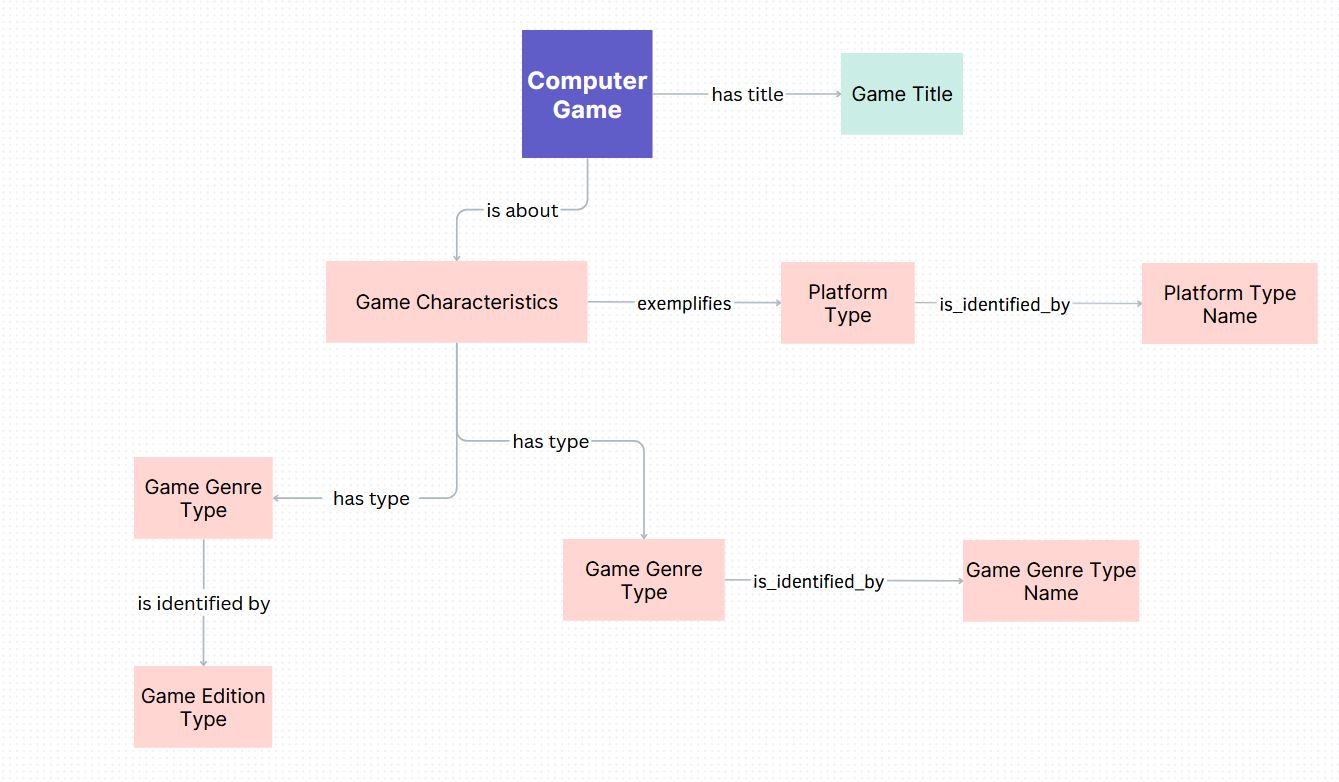 Computer
Game
has title
Game Title
is about
Game Characteristics
exemplifies
Platform
Type
is_identified_by
Platform Type
Name
has type
Game Genre
Type
has type
Game Genre
Type
is_identified_by
Game Genre Type
Name
is identified by
Game Edition
Type